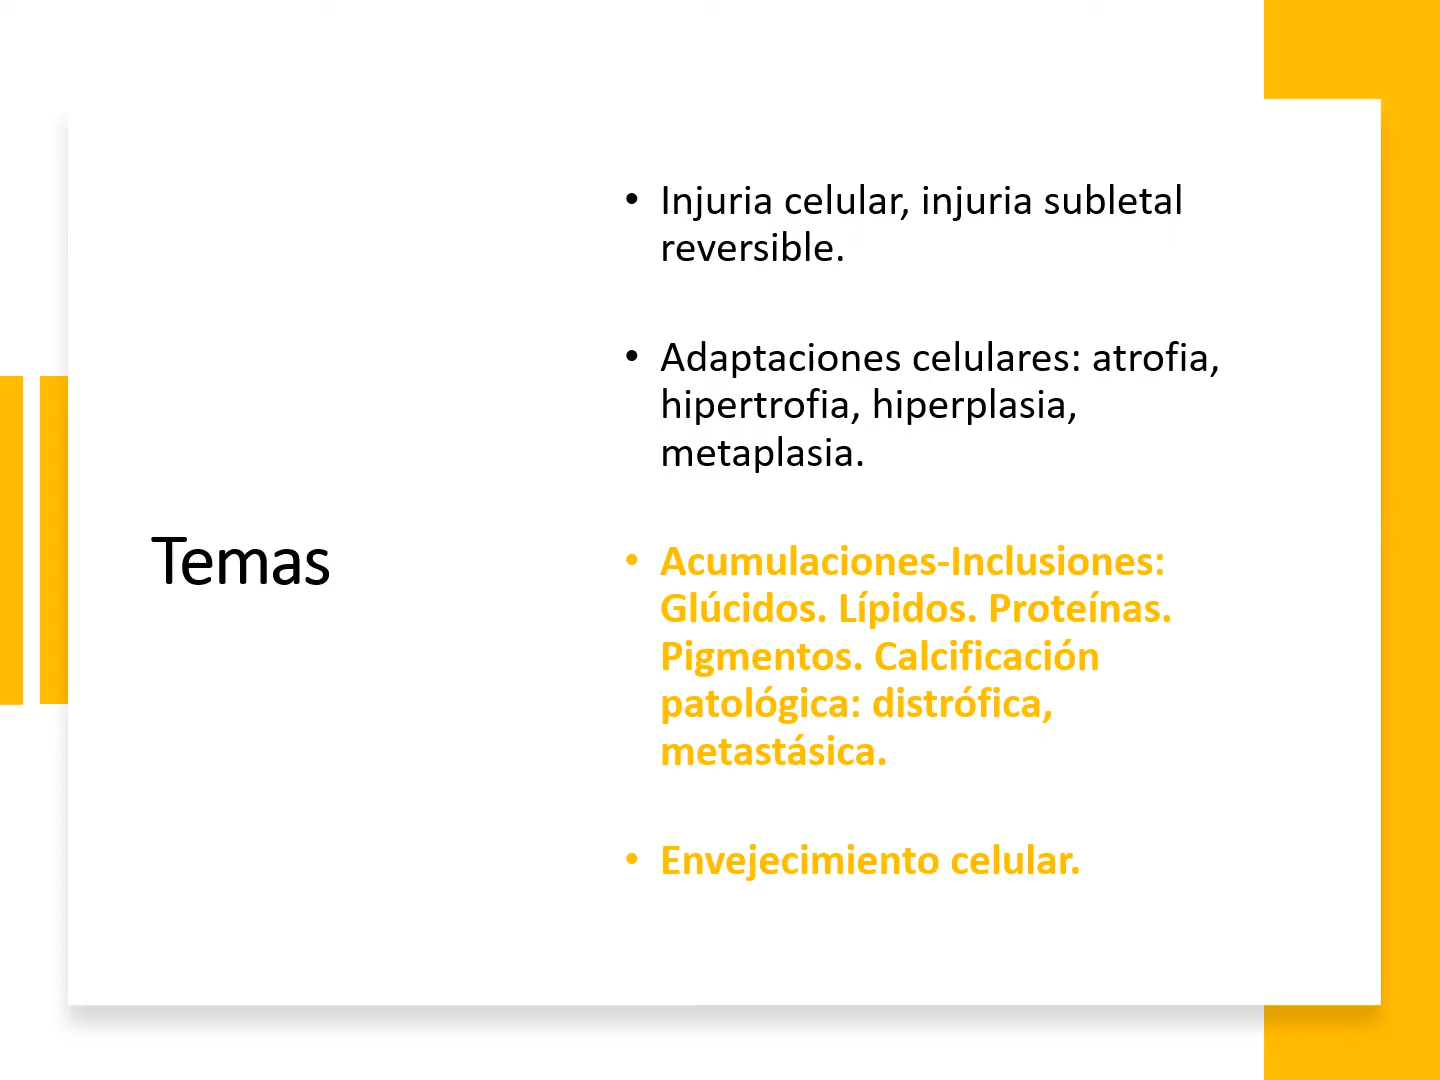 Temas
• Injuria celular, injuria subletal
reversible.
• Adaptaciones celulares: atrofia,
hipertrofia, hiperplasia,
metaplasia.
• Acumulaciones-Inclusiones:
Glúcidos. Lípidos. Proteínas.
Pigmentos. Calcificación
patológica: distrófica,
metastásica.
• Envejecimiento celular.